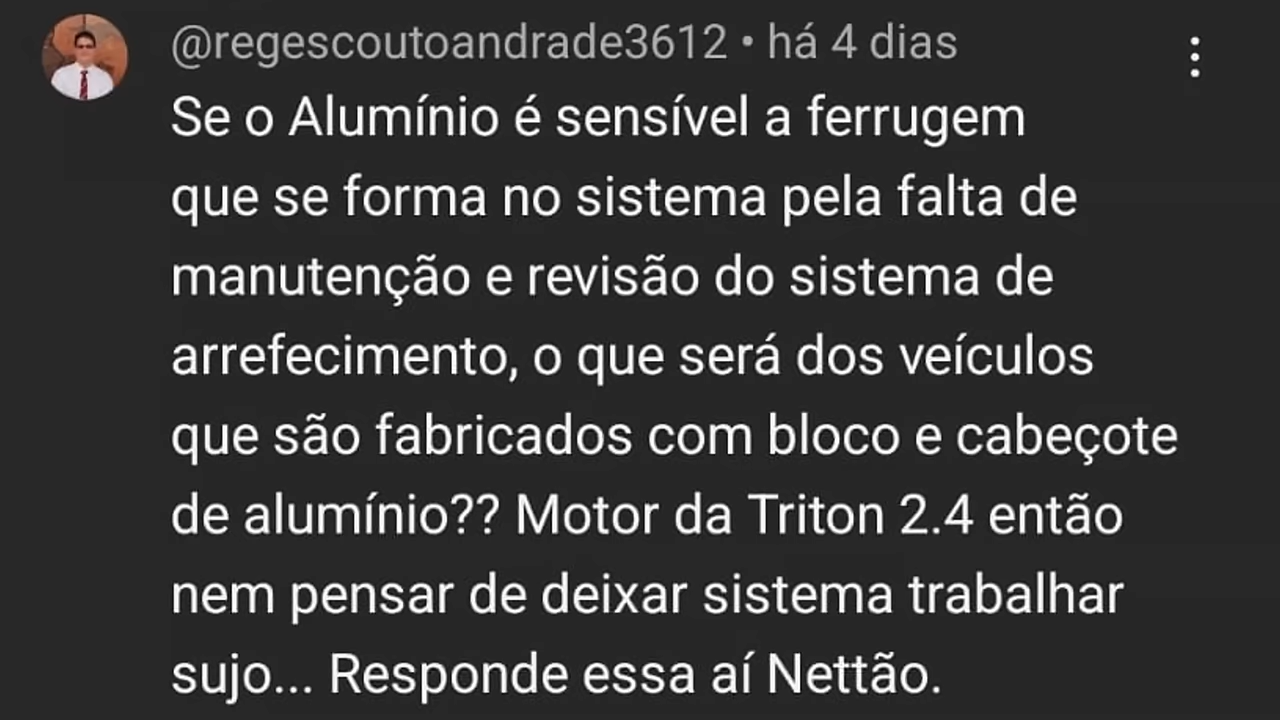 @regescoutoandrade3612 • há 4 dias
Se o Alumínio é sensível a ferrugem
que se forma no sistema pela falta de
manutenção e revisão do sistema de
arrefecimento, o que será dos veículos
que são fabricados com bloco e cabeçote
de alumínio?? Motor da Triton 2.4 então
nem pensar de deixar sistema trabalhar
sujo... Responde essa aí Nettão.